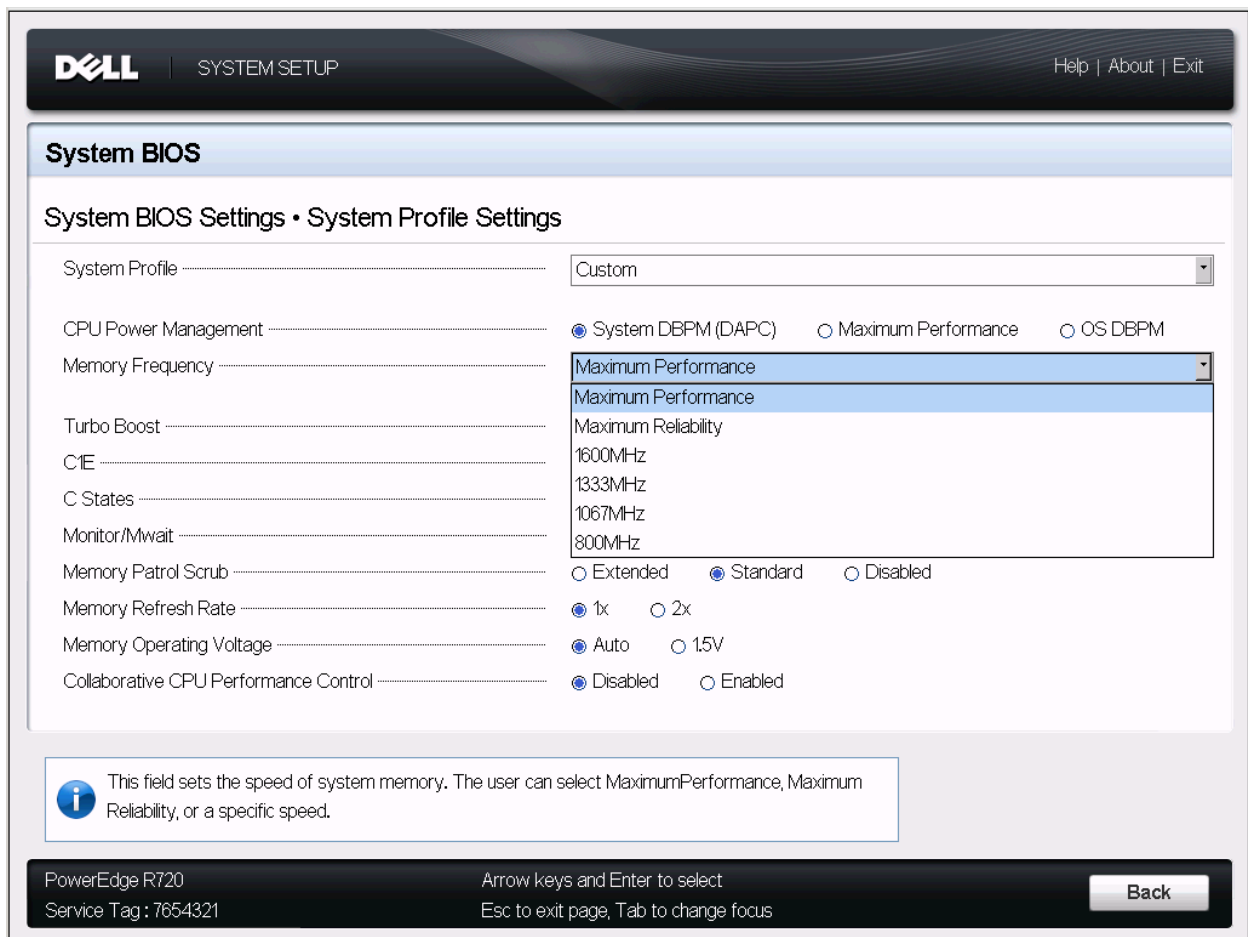 DELL SYSTEM SETUP Help | About | Exit
System BIOS
System BIOS Settings • System Profile Settings
System Profile Custom
CPU Power Management System DBPM (DAPC) Maximum Performance OS DBPM
Memory Frequency Maximum Performance
Maximum Performance
Turbo Boost Maximum Reliability
C1E 1600MHz
C States 1333MHz
1067MHz
Monitor/Mwait 800MHz
Memory Patrol Scrub Extended Standard Disabled
Memory Refresh Rate 1x 2x
Memory Operating Voltage Auto 1.5V
Collaborative CPU Performance Control Disabled Enabled
This field sets the speed of system memory. The user can select MaximumPerformance, Maximum
Reliability, or a specific speed.
PowerEdge R720 Arrow keys and Enter to select Back
Service Tag : 7654321 Esc to exit page, Tab to change focus